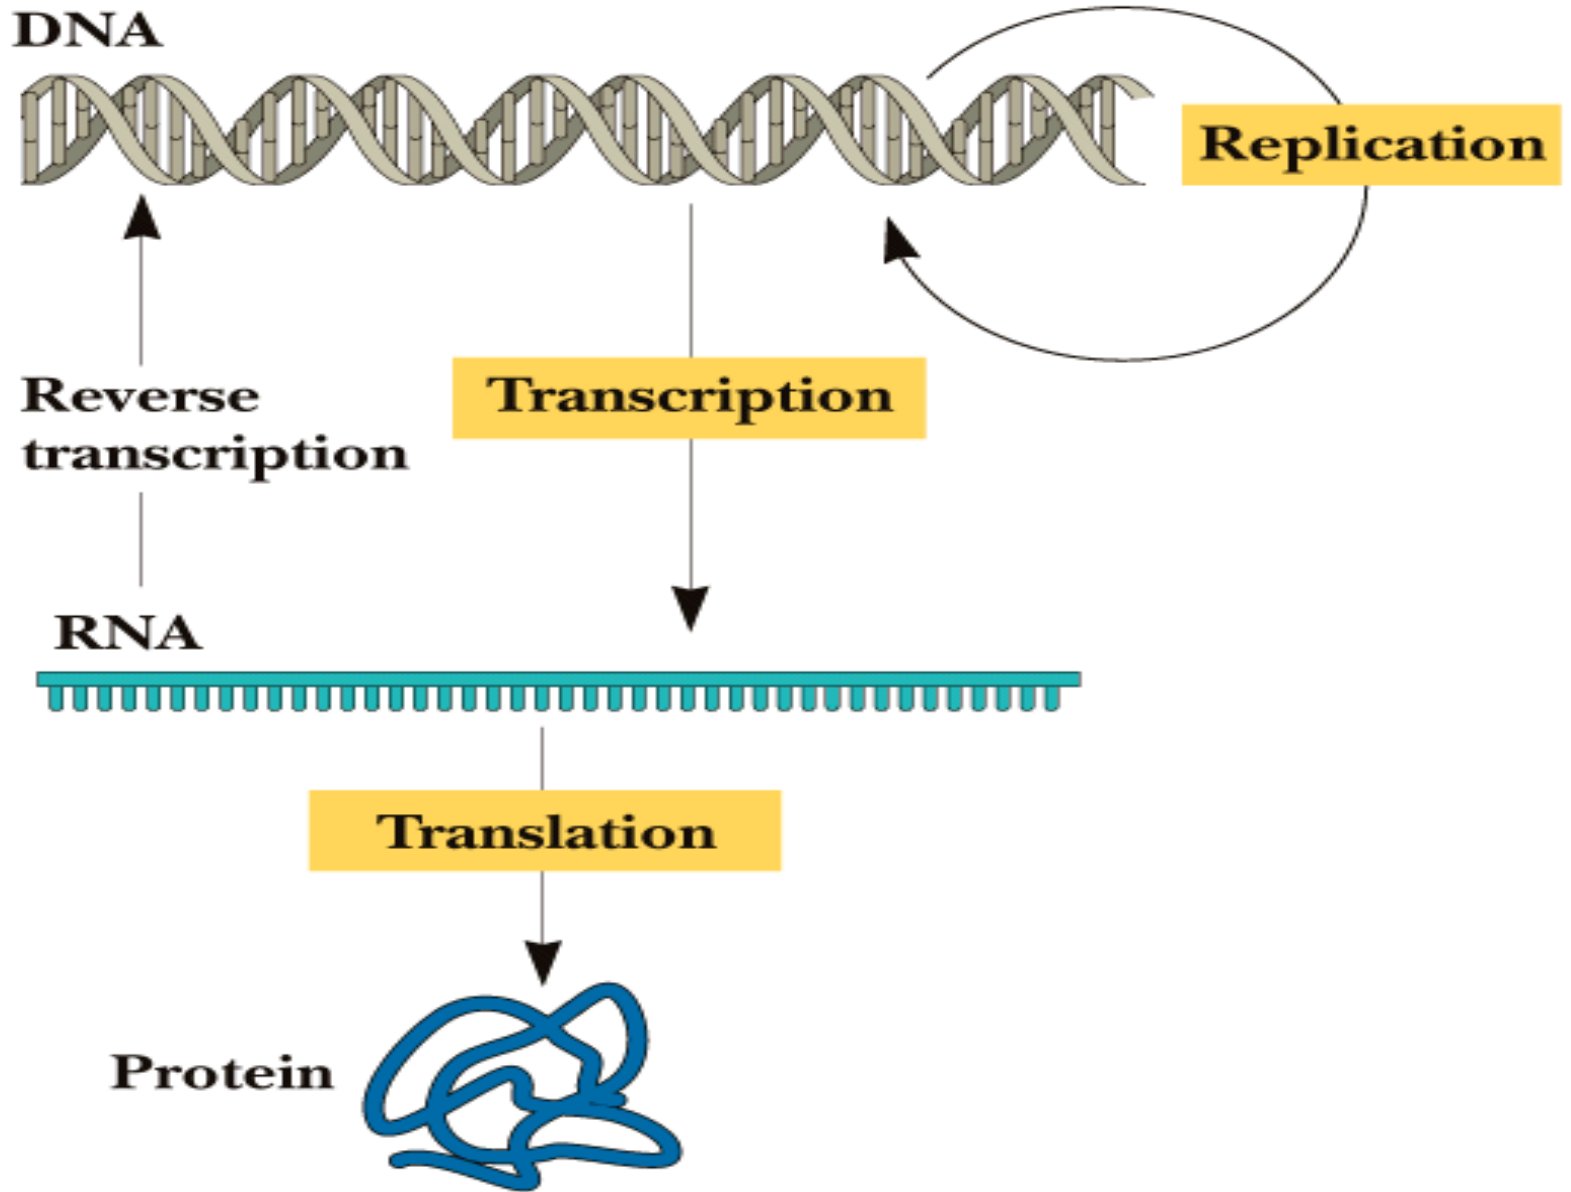 DNA
Replication
Reverse
transcription
Transcription
RNA
Translation
Protein